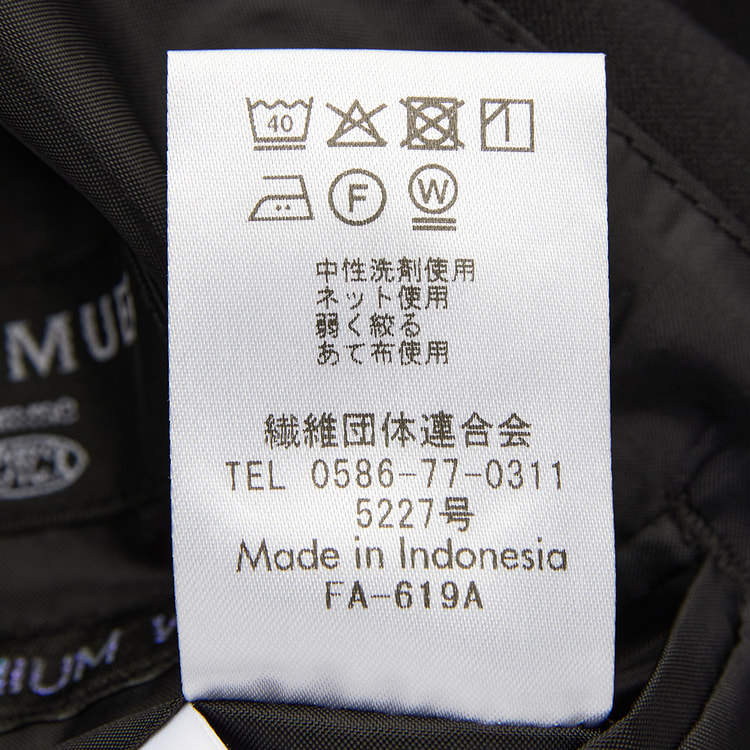 40
F
W
中性洗剤使用
ネット使用
弱く絞る
あて布使用
繊維団体連合会
TEL 0586-77-0311
5227号
Made in Indonesia
FA-619A
MUE
IUM